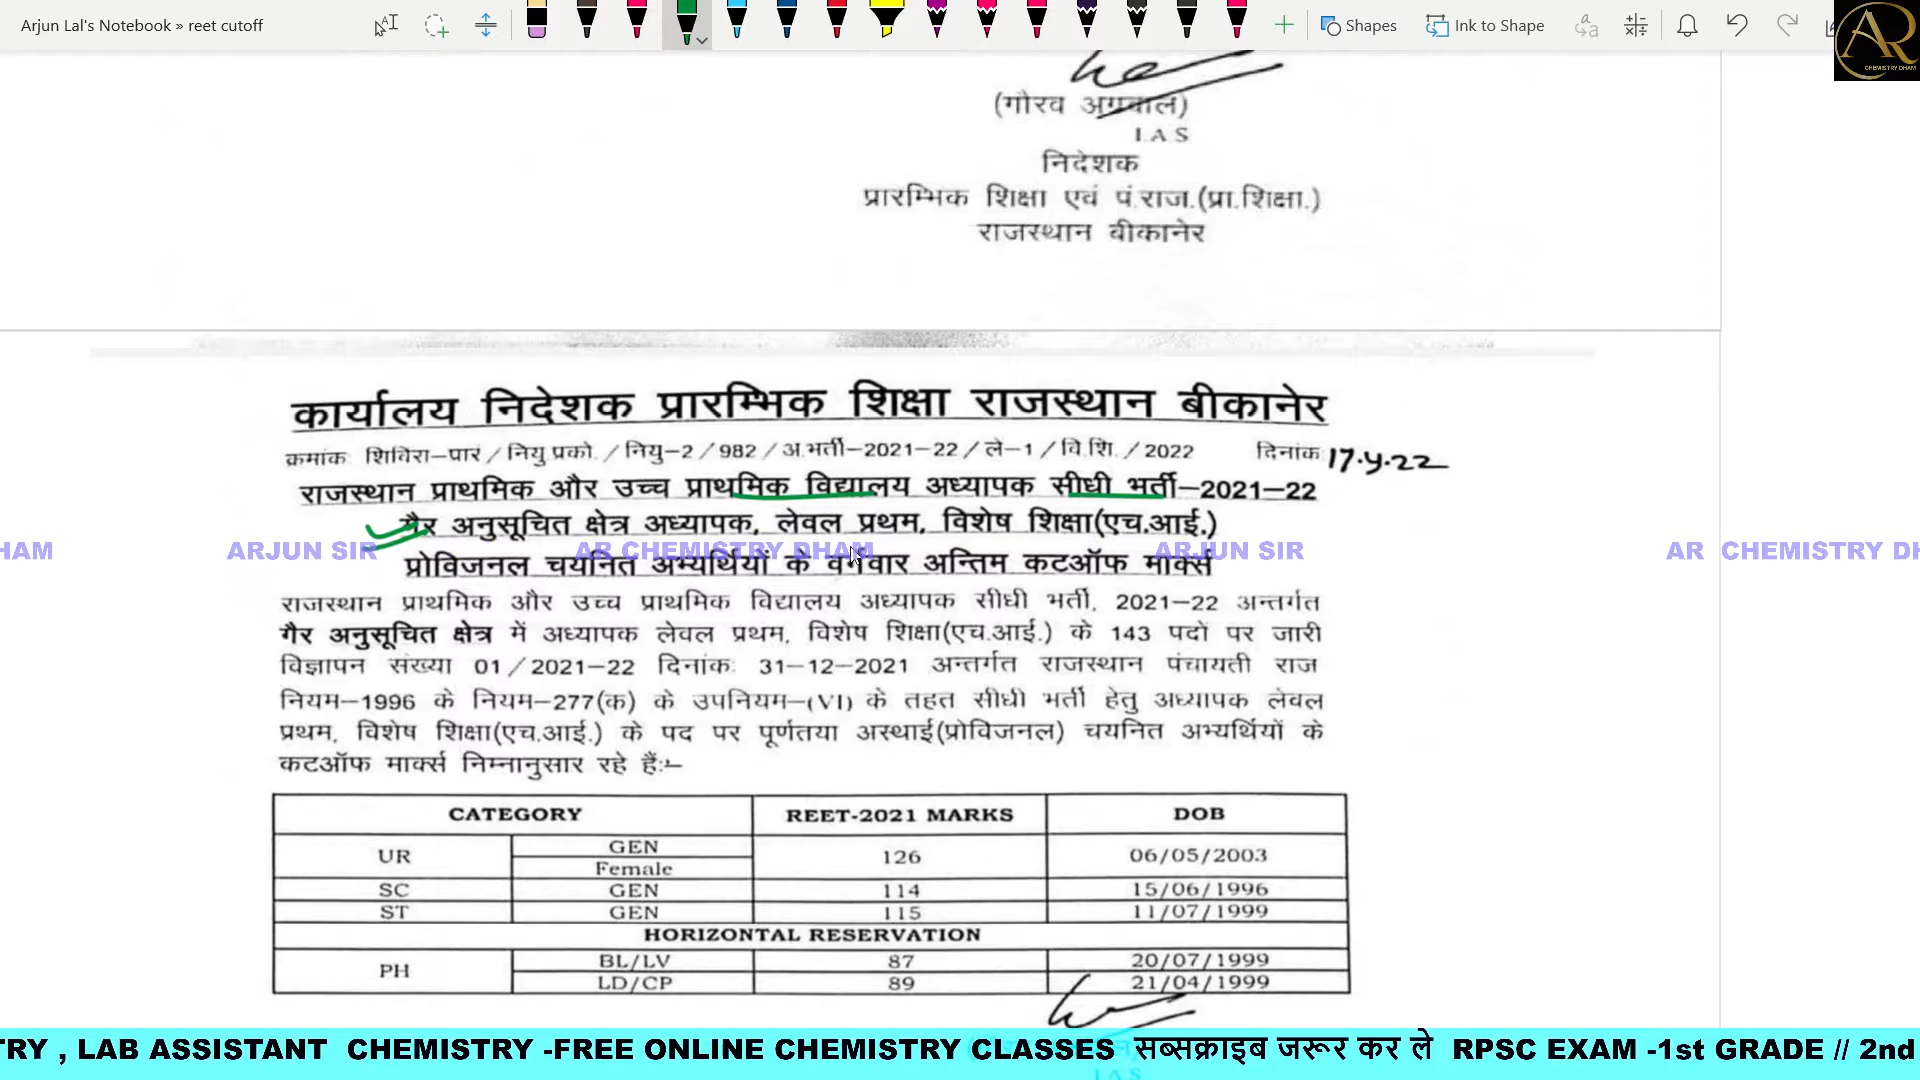 Arjun Lal's Notebook » reet cutoff
Shapes
Ink to Shape
AR
CHEMISTRY DHAM
(गौरव अग्रवाल)
I.A S
निदेशक
प्रारम्भिक शिक्षा एवं पं.राज.(प्रा.शिक्षा.)
राजस्थान बीकानेर
कार्यालय निदेशक प्रारम्भिक शिक्षा राजस्थान बीकानेर
क्रमांक शिविरा-पारं/नियु.प्रको./नियु-2/982/अ.भर्ती-2021-22/ले-1/वि.शि./2022 दिनांक
राजस्थान प्राथमिक और उच्च प्राथमिक विद्यालय अध्यापक सीधी भर्ती-2021-22
गैर अनुसूचित क्षेत्र अध्यापक, लेवल प्रथम, विशेष शिक्षा(एच.आई.)
HAM ARJUN SIR AR CHEMISTRY DHAM ARJUN SIR AR CHEMISTRY DH
प्रोविजनल चयनित अभ्यर्थियों के वर्गवार अन्तिम कटऑफ मार्क्स
राजस्थान प्राथमिक और उच्च प्राथमिक विद्यालय अध्यापक सीधी भर्ती, 2021-22 अन्तर्गत
गैर अनुसूचित क्षेत्र में अध्यापक लेवल प्रथम, विशेष शिक्षा(एच.आई.) के 143 पदों पर जारी
विज्ञापन संख्या 01/2021-22 दिनांक: 31-12-2021 अन्तर्गत राजस्थान पंचायती राज
नियम-1996 के नियम-277(क) के उपनियम-(VI) के तहत सीधी भर्ती हेतु अध्यापक लेवल
प्रथम, विशेष शिक्षा(एच.आई.) के पद पर पूर्णतया अस्थाई(प्रोविजनल) चयनित अभ्यर्थियों के
कटऑफ मार्क्स निम्नानुसार रहे हैं:-
CATEGORY REET-2021 MARKS DOB
UR GEN 126 06/05/2003
Female
SC GEN 114 15/06/1996
ST GEN 115 11/07/1999
HORIZONTAL RESERVATION
PH BL/LV 87 20/07/1999
LD/CP 89 21/04/1999
TRY , LAB ASSISTANT CHEMISTRY -FREE ONLINE CHEMISTRY CLASSES सब्सक्राइब जरूर कर ले RPSC EXAM -1st GRADE // 2nd
I A S